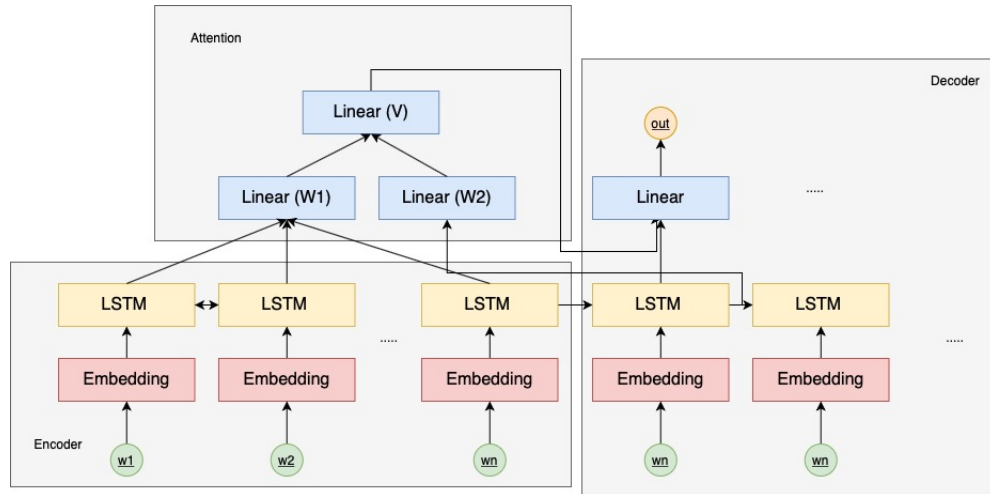 Attention
Decoder
Linear (V)
out
Linear (W1)
Linear (W2)
Linear
.....
LSTM
LSTM
LSTM
LSTM
LSTM
.....
.....
Embedding
Embedding
Embedding
Embedding
Embedding
Encoder
w1
w2
wn
wn
wn